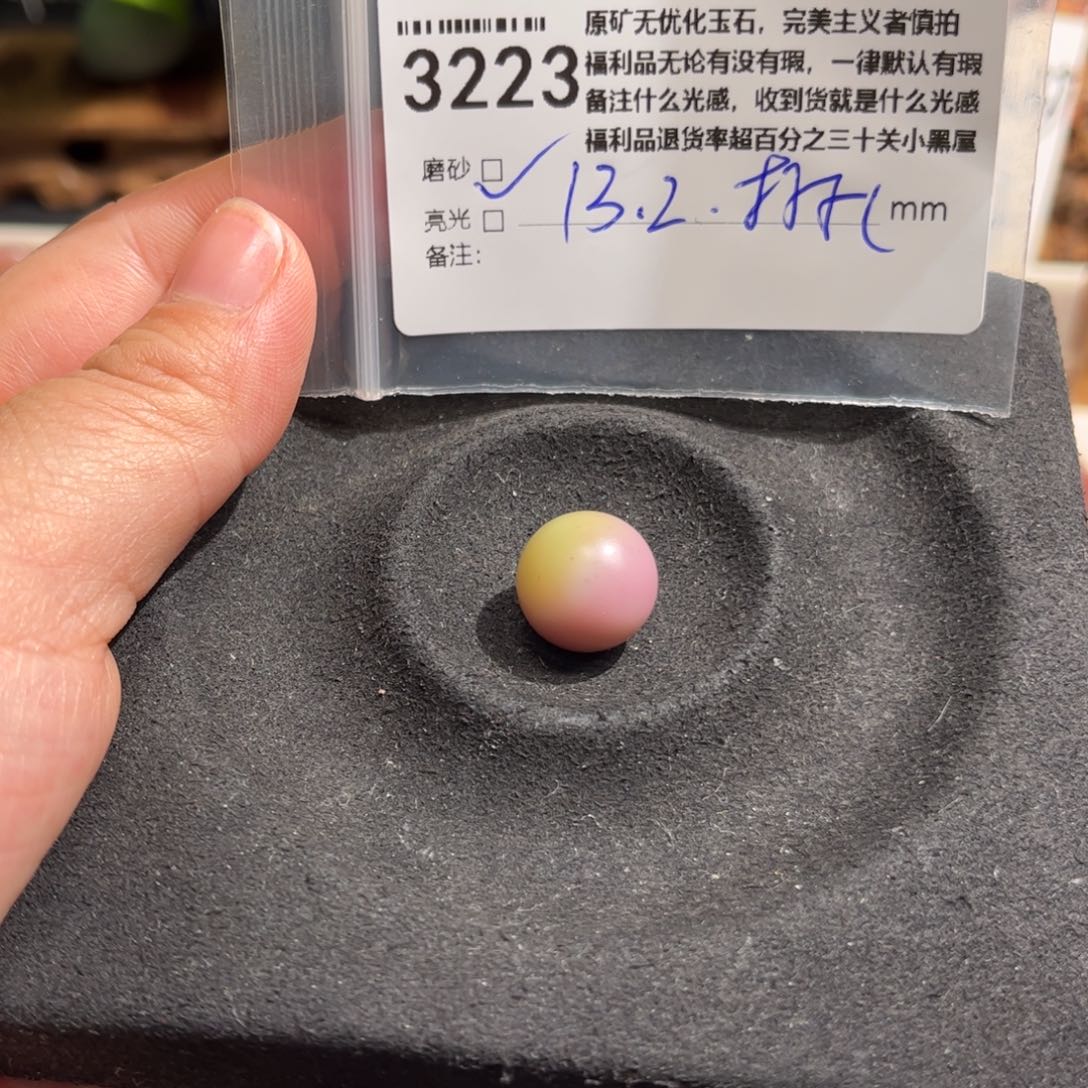 原矿无优化玉石，完美主义者慎拍
3223
福利品无论有没有瑕，一律默认有瑕
备注什么光感，收到货就是什么光感
福利品退货率超百分之三十关小黑屋
磨砂 □ ✓
亮光 □ 13.2. 打孔 mm
备注：